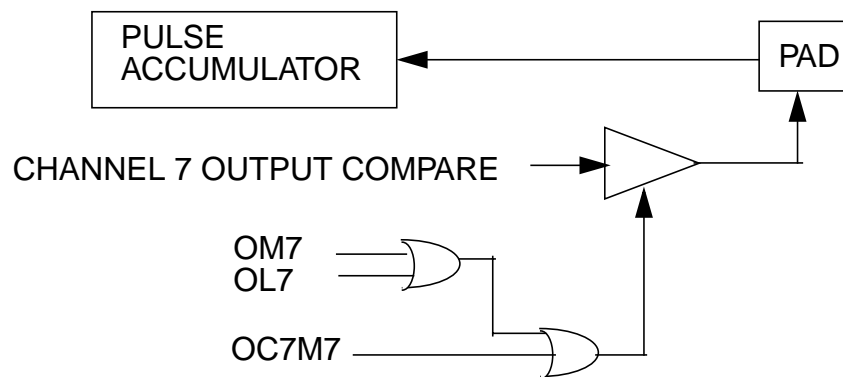 PULSE
ACCUMULATOR
PAD
CHANNEL 7 OUTPUT COMPARE
OM7
OL7
OC7M7